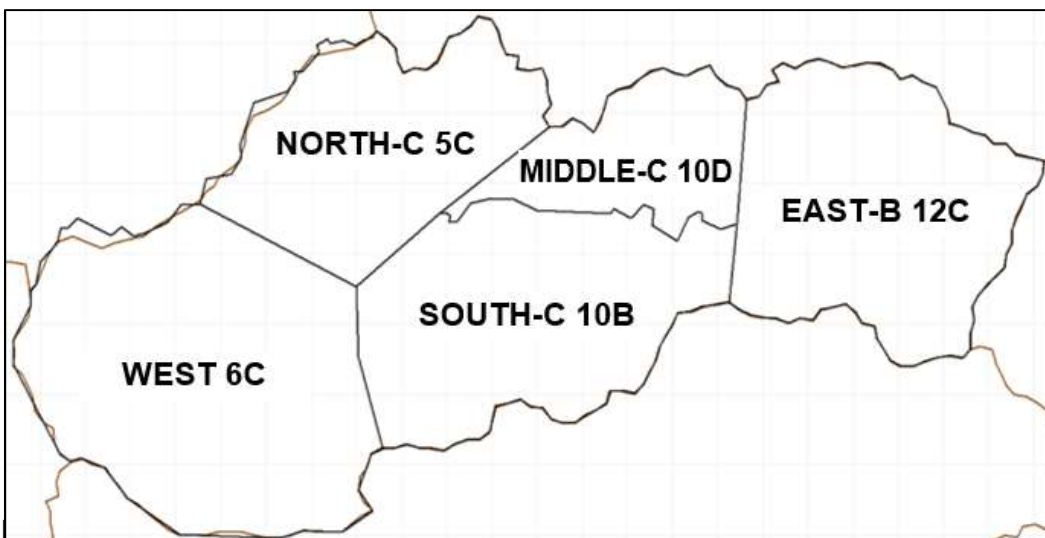 NORTH-C 5C
MIDDLE-C 10D
EAST-B 12C
SOUTH-C 10B
WEST 6C